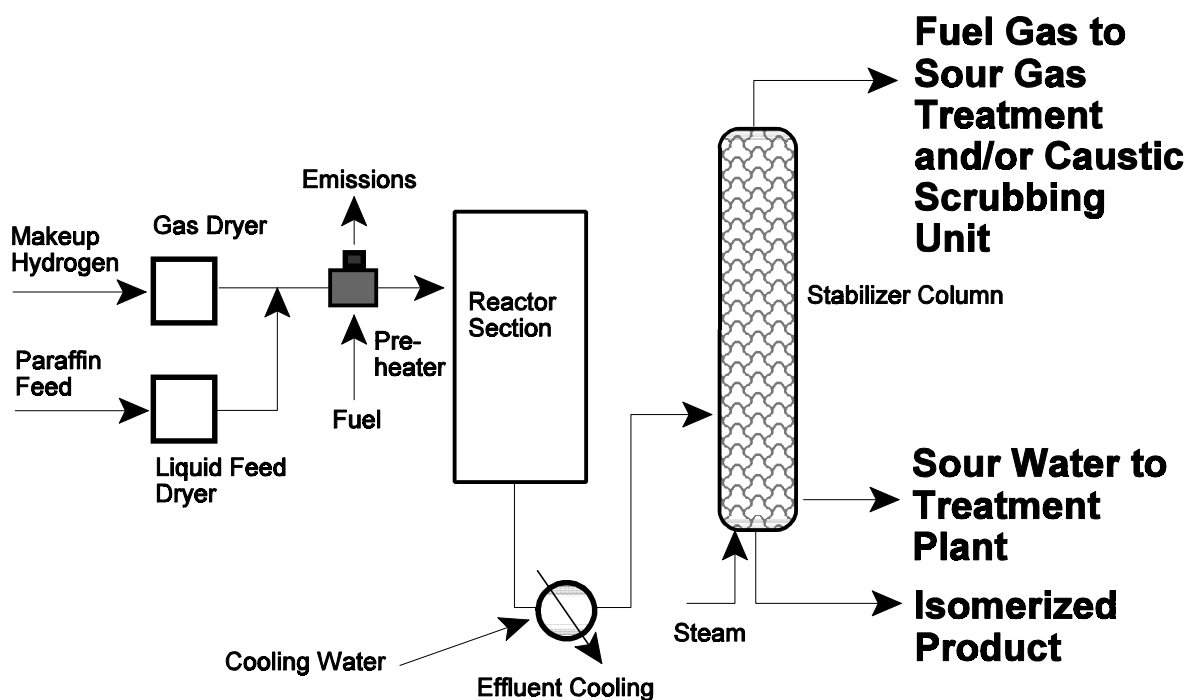 Fuel Gas to
Sour Gas
Treatment
and/or Caustic
Scrubbing
Unit
Emissions
Gas Dryer
Makeup
Hydrogen
Reactor
Section
Stabilizer Column
Pre-
heater
Paraffin
Feed
Fuel
Liquid Feed
Dryer
Sour Water to
Treatment
Plant
Isomerized
Product
Steam
Cooling Water
Effluent Cooling